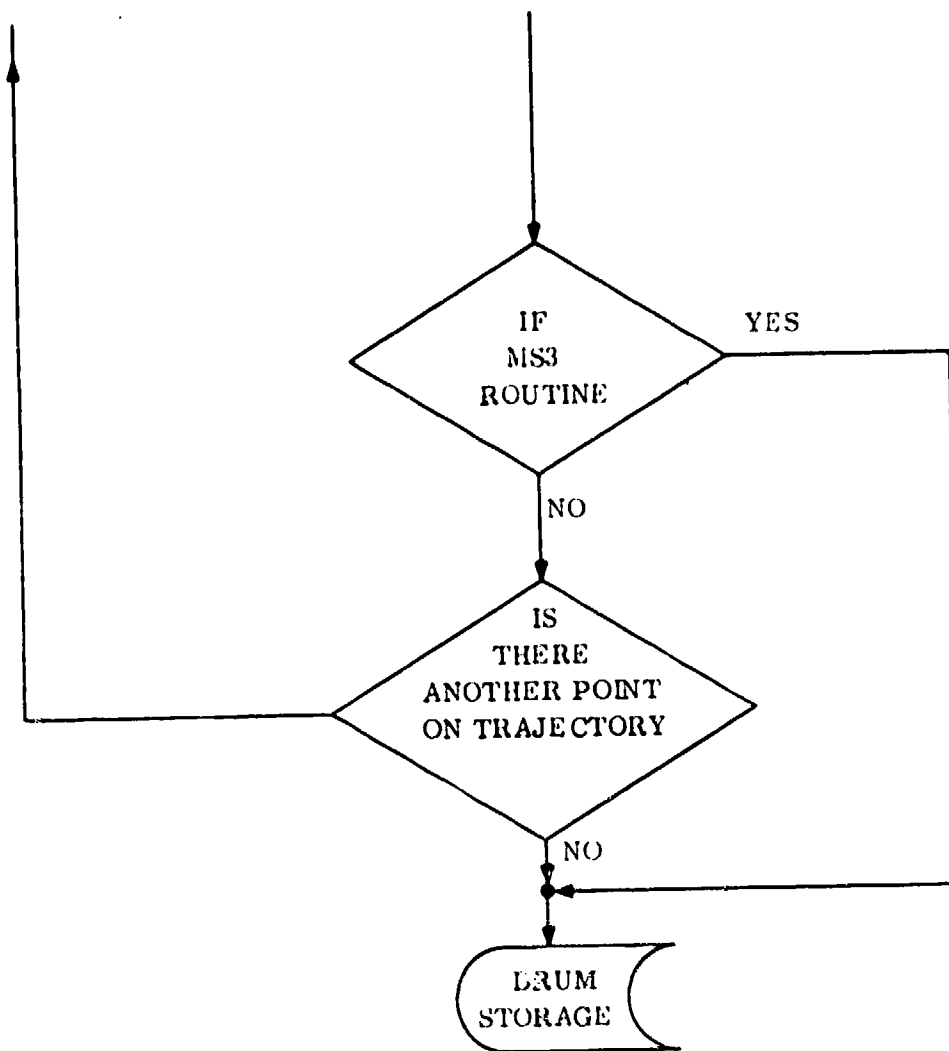 IF
MS3
ROUTINE
YES
NO
IS
THERE
ANOTHER POINT
ON TRAJECTORY
NO
DRUM
STORAGE